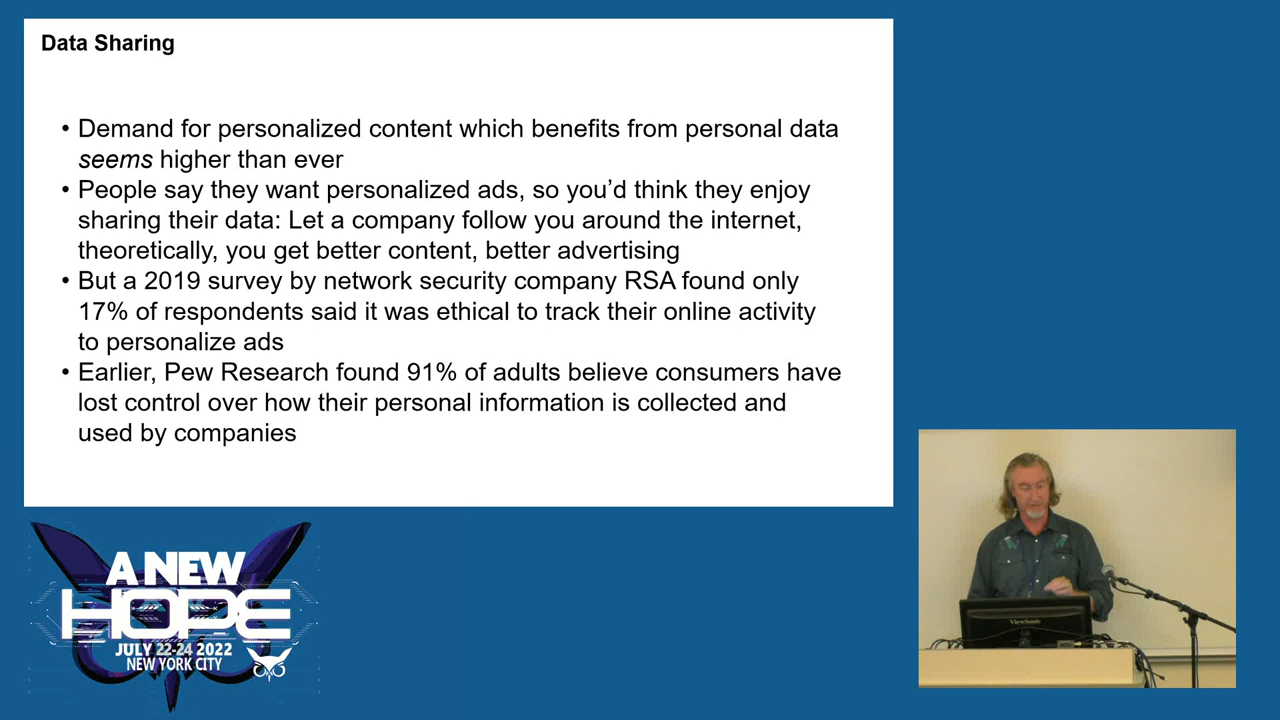 Data Sharing
• Demand for personalized content which benefits from personal data
seems higher than ever
• People say they want personalized ads, so you’d think they enjoy
sharing their data: Let a company follow you around the internet,
theoretically, you get better content, better advertising
• But a 2019 survey by network security company RSA found only
17% of respondents said it was ethical to track their online activity
to personalize ads
• Earlier, Pew Research found 91% of adults believe consumers have
lost control over how their personal information is collected and
used by companies
A NEW
HOPE
JULY 22-24 2022
NEW YORK CITY
ViewSonic